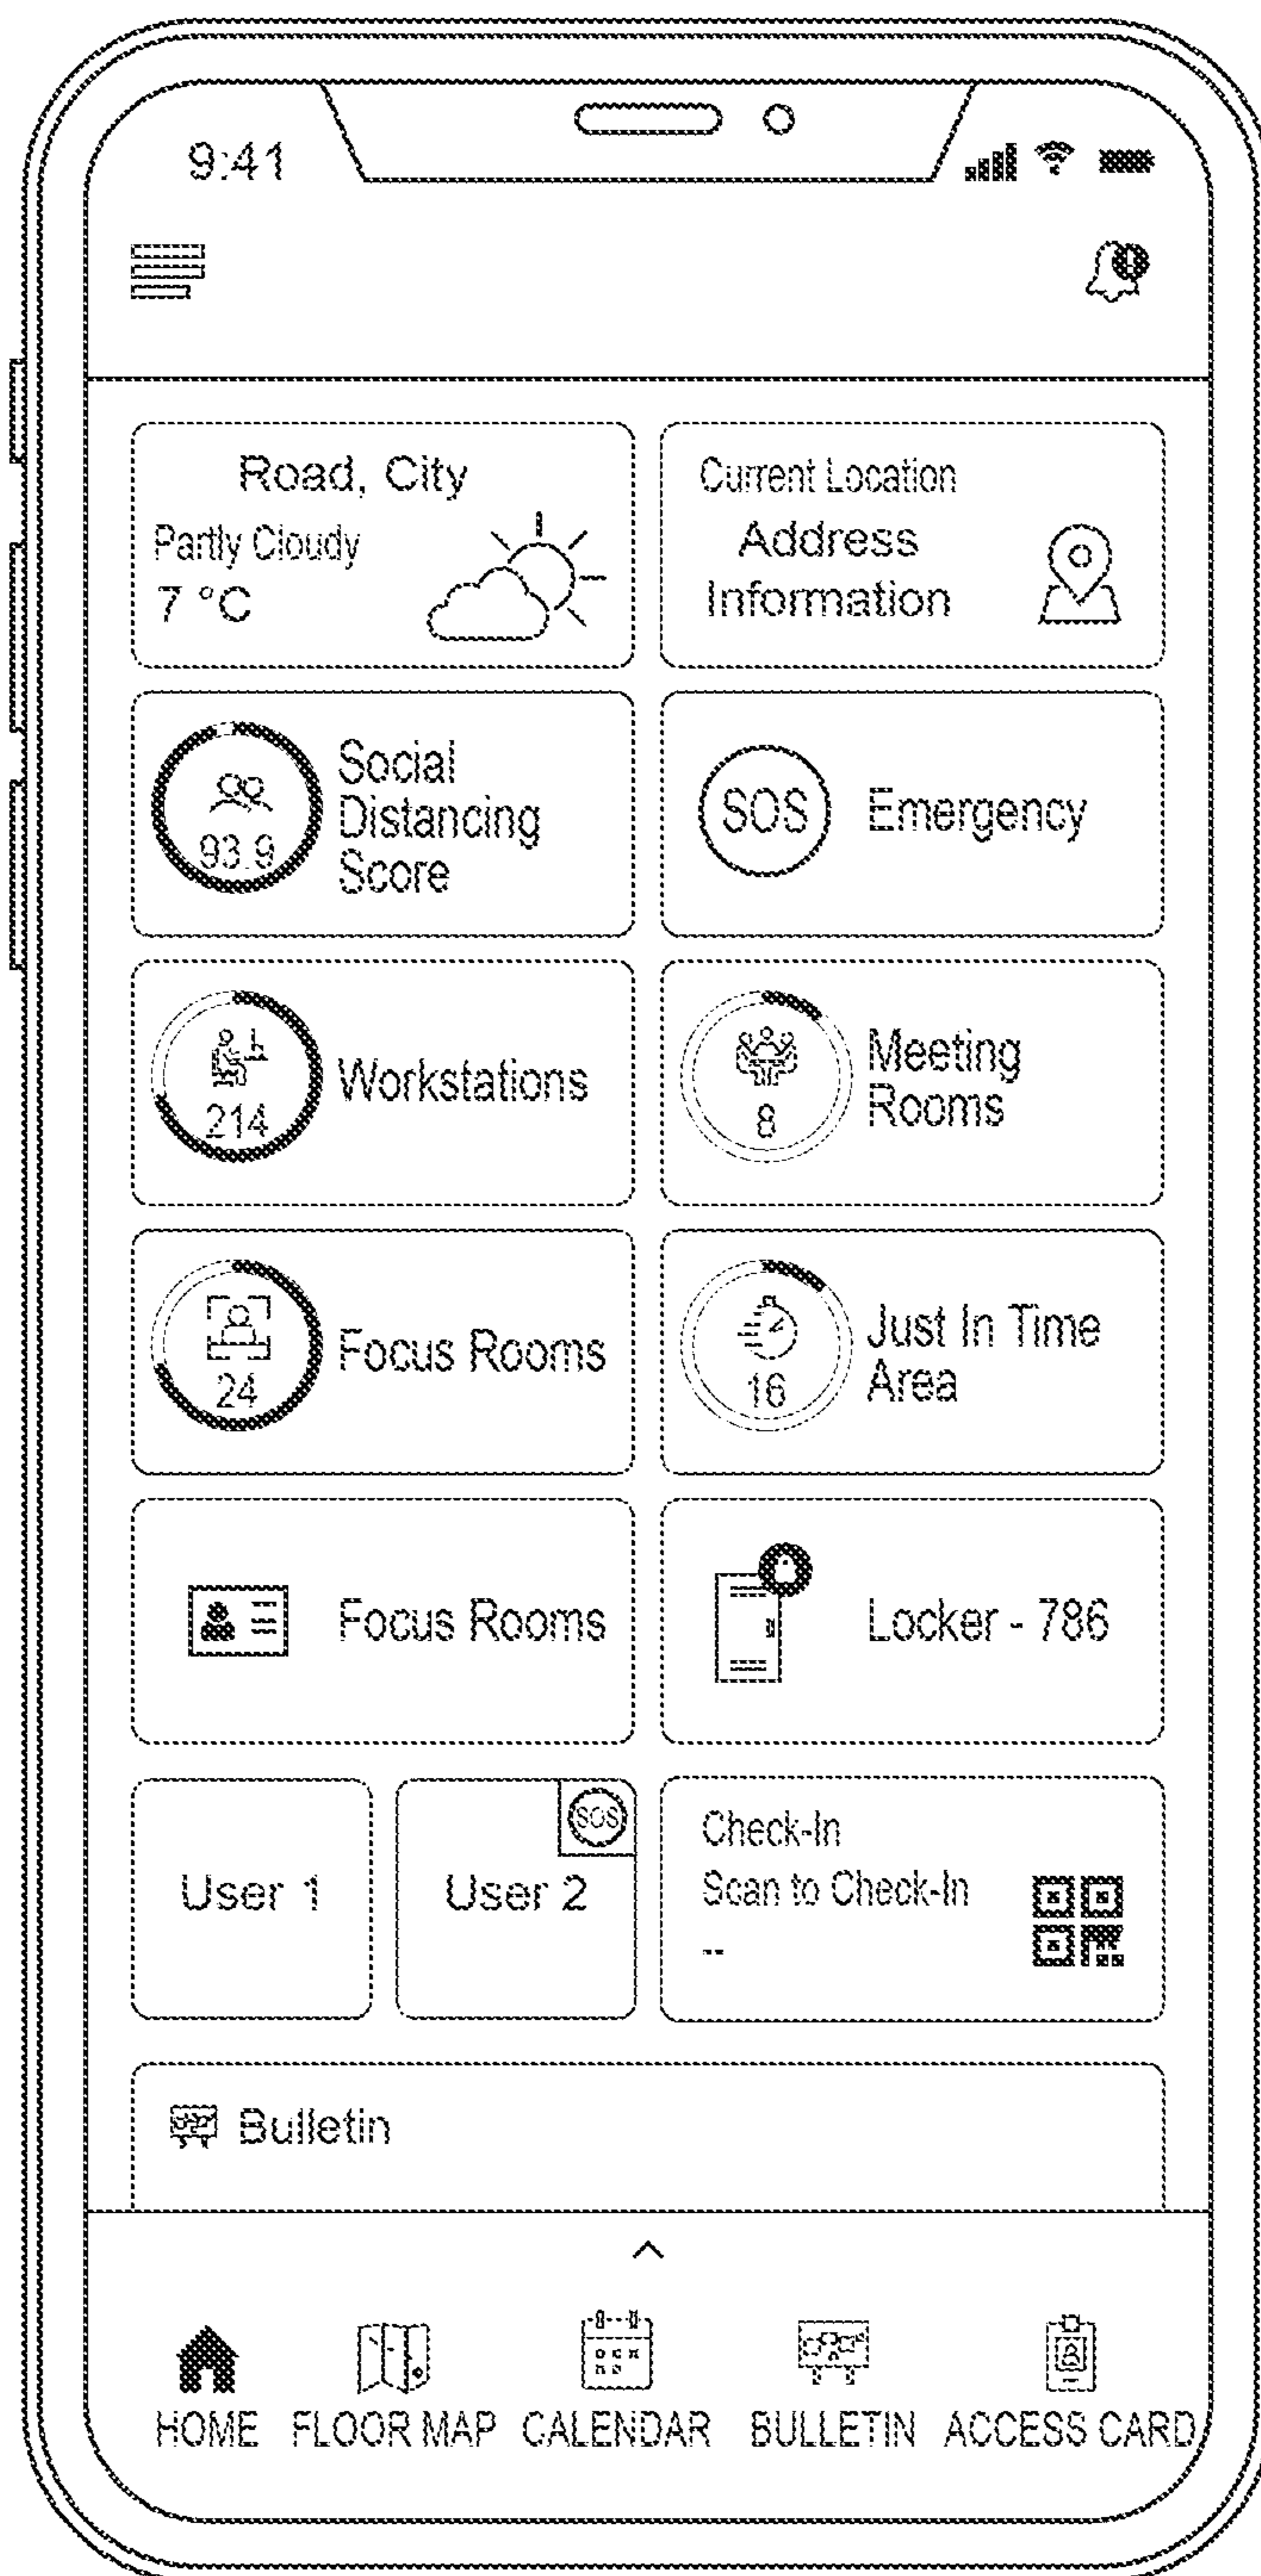 9:41
Road, City
Partly Cloudy
7 °C
Current Location
Address
Information
93.9
Social
Distancing
Score
SOS
Emergency
214
Workstations
8
Meeting
Rooms
24
Focus Rooms
16
Just In Time
Area
Focus Rooms
Locker - 786
User 1
SOS
User 2
Check-In
Scan to Check-In
--
Bulletin
HOME
FLOOR MAP
CALENDAR
BULLETIN
ACCESS CARD